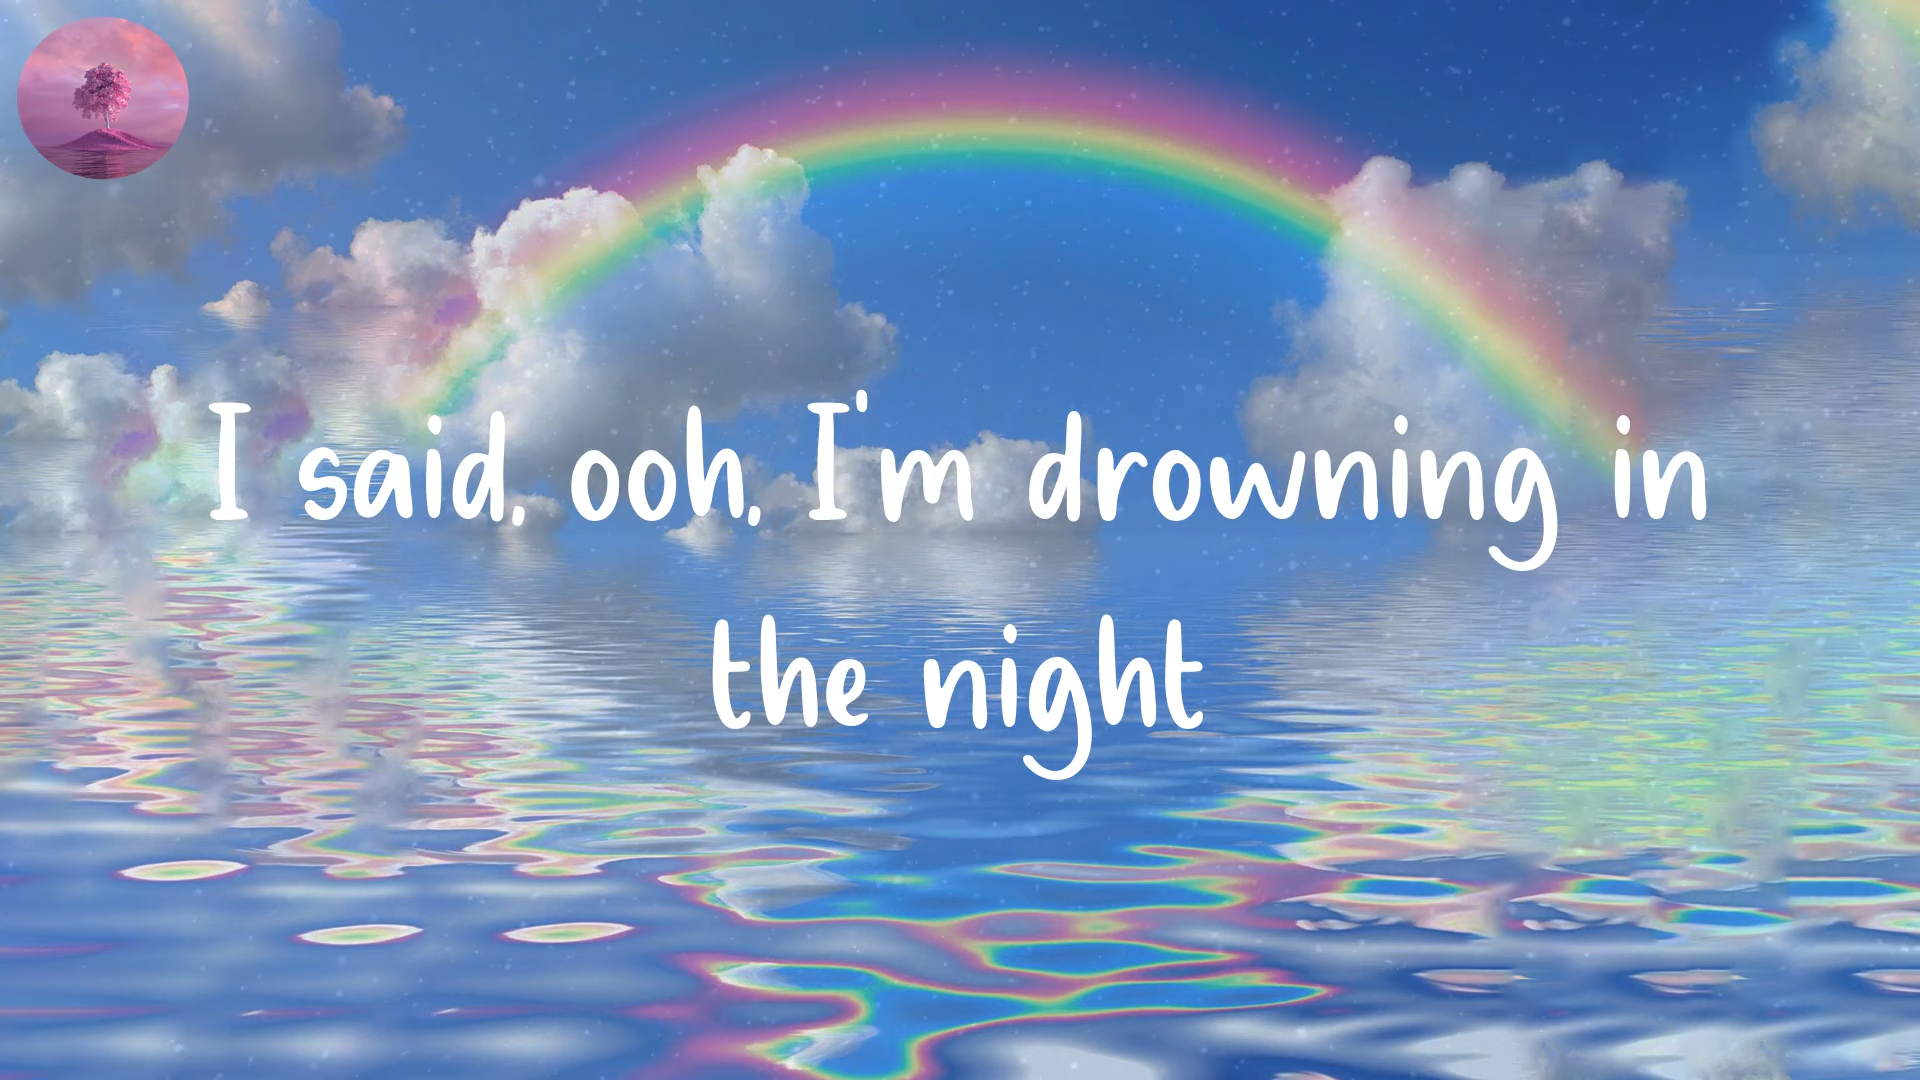 I said, ooh, I'm drowning in
the night